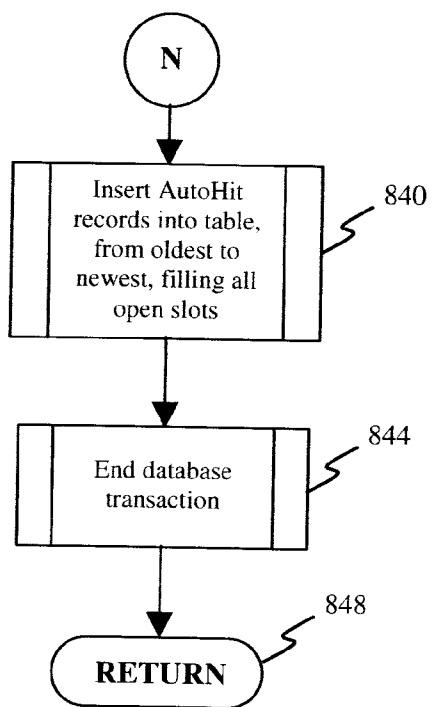 N
Insert AutoHit
records into table,
from oldest to
newest, filling all
open slots
840
End database
transaction
844
RETURN
848